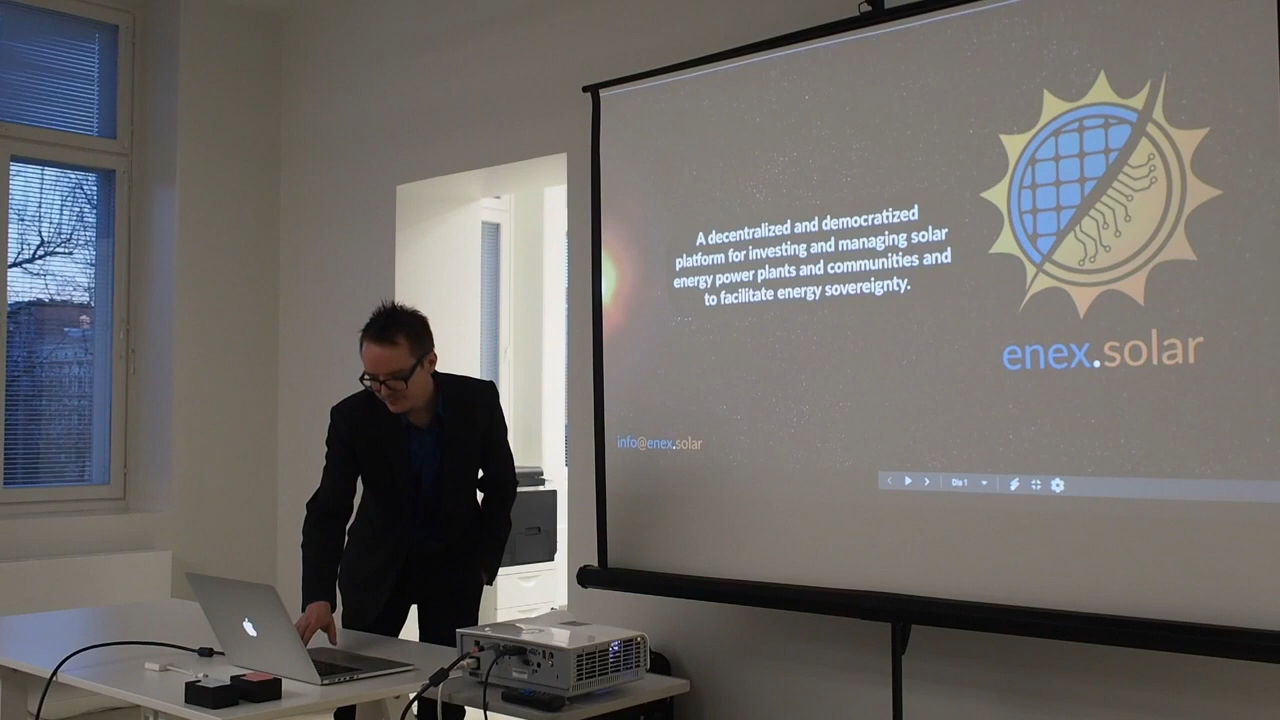 A decentralized and democratized
platform for investing and managing solar
energy power plants and communities and
to facilitate energy sovereignty.
enex.solar
info@enex.solar
Dia 1